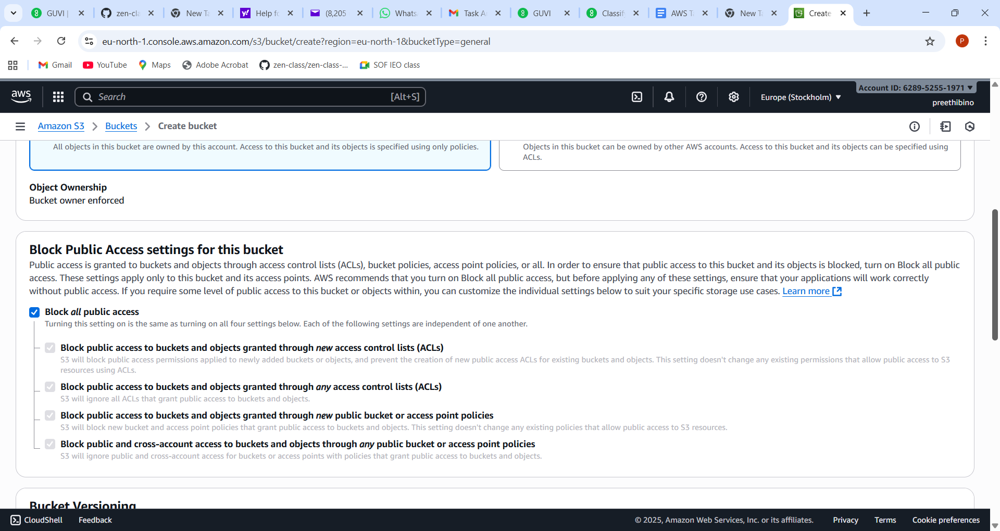 GUVI |
zen-cla
New Ta
Help fo
(8,205
Whats
Task A
GUVI
Classif
AWS T
New Ta
Create
eu-north-1.console.aws.amazon.com/s3/bucket/create?region=eu-north-1&bucketType=general
P
Gmail
YouTube
Maps
Adobe Acrobat
zen-class/zen-class-...
SOF IEO class
aws
Search
[Alt+S]
Europe (Stockholm)
Account ID: 6289-5255-1971
preethibino
Amazon S3
Buckets
Create bucket
All objects in this bucket are owned by this account. Access to this bucket and its objects is specified using only policies.
Objects in this bucket can be owned by other AWS accounts. Access to this bucket and its objects can be specified using
ACLs.
Object Ownership
Bucket owner enforced
Block Public Access settings for this bucket
Public access is granted to buckets and objects through access control lists (ACLs), bucket policies, access point policies, or all. In order to ensure that public access to this bucket and its objects is blocked, turn on Block all public
access. These settings apply only to this bucket and its access points. AWS recommends that you turn on Block all public access, but before applying any of these settings, ensure that your applications will work correctly
without public access. If you require some level of public access to this bucket or objects within, you can customize the individual settings below to suit your specific storage use cases. Learn more
Block all public access
Turning this setting on is the same as turning on all four settings below. Each of the following settings are independent of one another.
Block public access to buckets and objects granted through new access control lists (ACLs)
S3 will block public access permissions applied to newly added buckets or objects, and prevent the creation of new public access ACLs for existing buckets and objects. This setting doesn't change any existing permissions that allow public access to S3
resources using ACLs.
Block public access to buckets and objects granted through any access control lists (ACLs)
S3 will ignore all ACLs that grant public access to buckets and objects.
Block public access to buckets and objects granted through new public bucket or access point policies
S3 will block new bucket and access point policies that grant public access to buckets and objects. This setting doesn't change any existing policies that allow public access to S3 resources.
Block public and cross-account access to buckets and objects through any public bucket or access point policies
S3 will ignore public and cross-account access for buckets or access points with policies that grant public access to buckets and objects.
Bucket Versioning
CloudShell
Feedback
© 2025, Amazon Web Services, Inc. or its affiliates.
Privacy
Terms
Cookie preferences